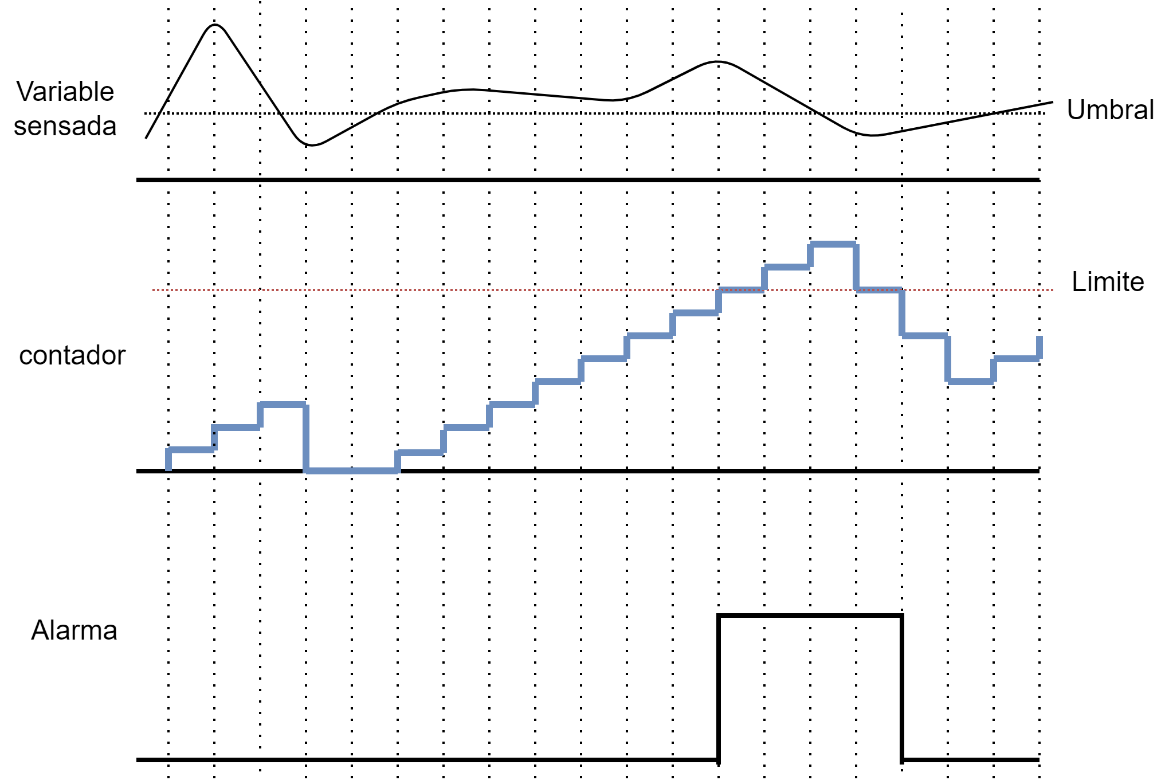 Variable
sensada
Umbral
Limite
contador
Alarma